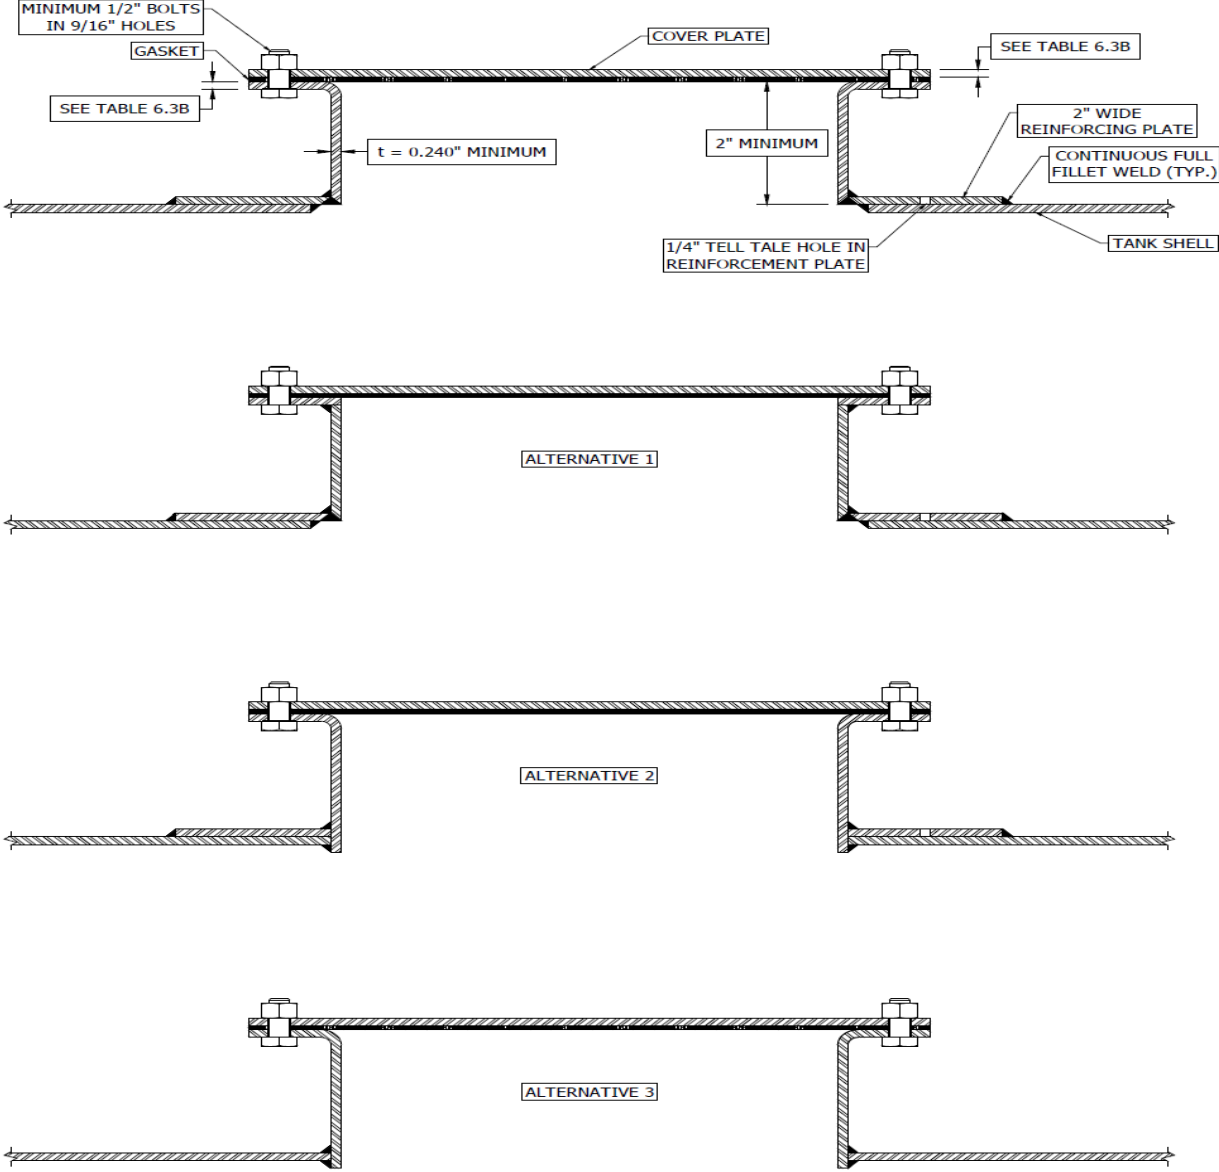 MINIMUM 1/2" BOLTS
IN 9/16" HOLES
GASKET
COVER PLATE
SEE TABLE 6.3B
SEE TABLE 6.3B
2" WIDE
REINFORCING PLATE
t = 0.240" MINIMUM
2" MINIMUM
CONTINUOUS FULL
FILLET WELD (TYP.)
1/4" TELL TALE HOLE IN
REINFORCEMENT PLATE
TANK SHELL
ALTERNATIVE 1
ALTERNATIVE 2
ALTERNATIVE 3